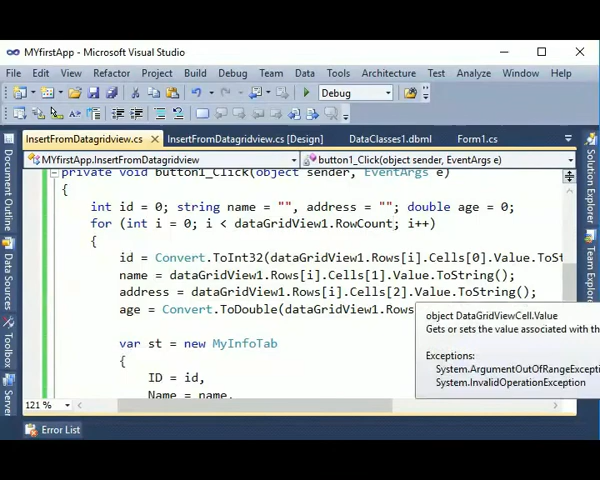 MYfirstApp - Microsoft Visual Studio
File Edit View Refactor Project Build Debug Team Data Tools Architecture Test Analyze Window Help
Debug
InsertFromDatagridview.cs InsertFromDatagridview.cs [Design] DataClasses1.dbml Form1.cs
MYfirstApp.InsertFromDatagridview button1_Click(object sender, EventArgs e)
private void button1_Click(object sender, EventArgs e)
{
int id = 0; string name = "", address = ""; double age = 0;
for (int i = 0; i < dataGridView1.RowCount; i++)
{
id = Convert.ToInt32(dataGridView1.Rows[i].Cells[0].Value.ToSt
name = dataGridView1.Rows[i].Cells[1].Value.ToString();
address = dataGridView1.Rows[i].Cells[2].Value.ToString();
age = Convert.ToDouble(dataGridView1.Rows
object DataGridViewCell.Value
Gets or sets the value associated with th
Exceptions:
System.ArgumentOutOfRangeExcepti
System.InvalidOperationException
var st = new MyInfoTab
{
ID = id,
Name = name,
121 %
Error List
Document Outline
Data Sources
Toolbox
Server
Solution Explorer
Team Explor